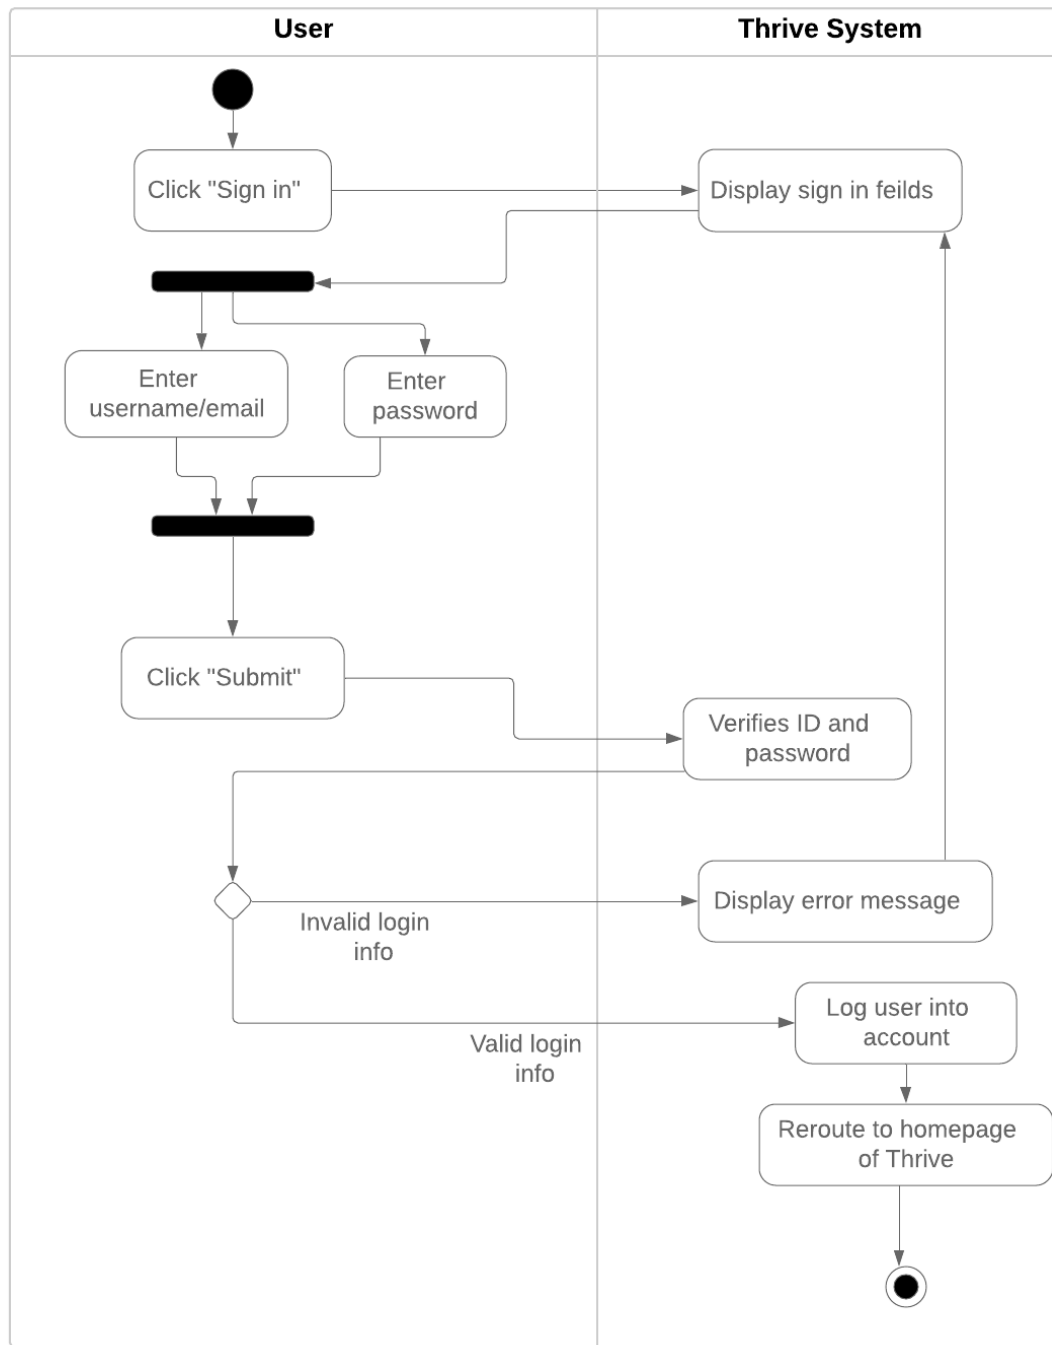 User
Thrive System
Click "Sign in"
Display sign in feilds
Enter
username/email
Enter
password
Click "Submit"
Verifies ID and
password
Display error message
Invalid login
info
Log user into
account
Valid login
info
Reroute to homepage
of Thrive